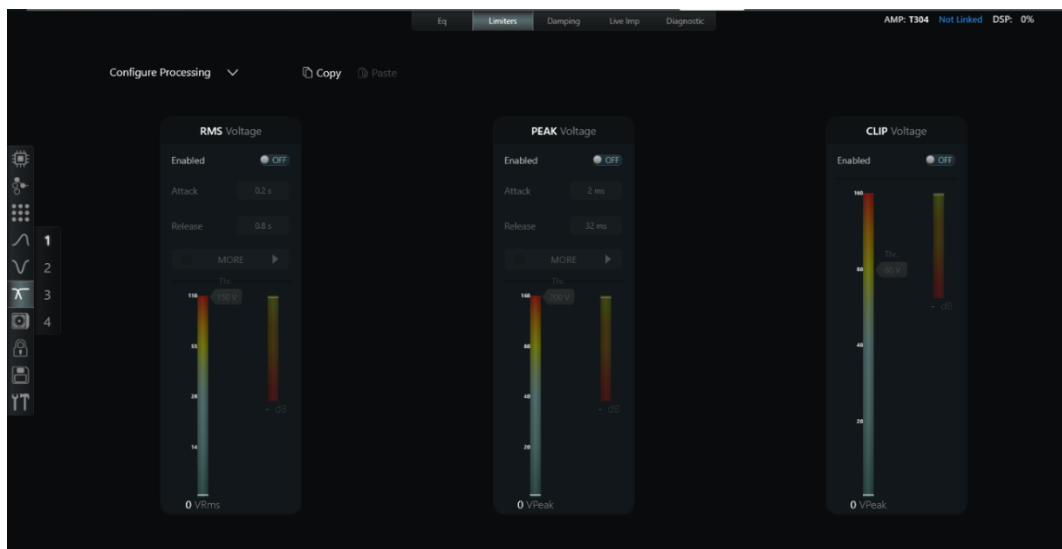 Eq Limiters Damping Live Imp Diagnostic AMP: T304 Not Linked DSP: 0%
Configure Processing Copy Paste
RMS Voltage
Enabled OFF
Attack 0.2 s
Release 0.8 s
MORE
Thr.
110 150 V
55
28
14
- dB
0 VRms
PEAK Voltage
Enabled OFF
Attack 2 ms
Release 32 ms
MORE
Thr.
160 200 V
80
40
20
- dB
0 VPeak
CLIP Voltage
Enabled OFF
160
Thr.
80 60 V
40
20
- dB
0 VPeak
1
2
3
4